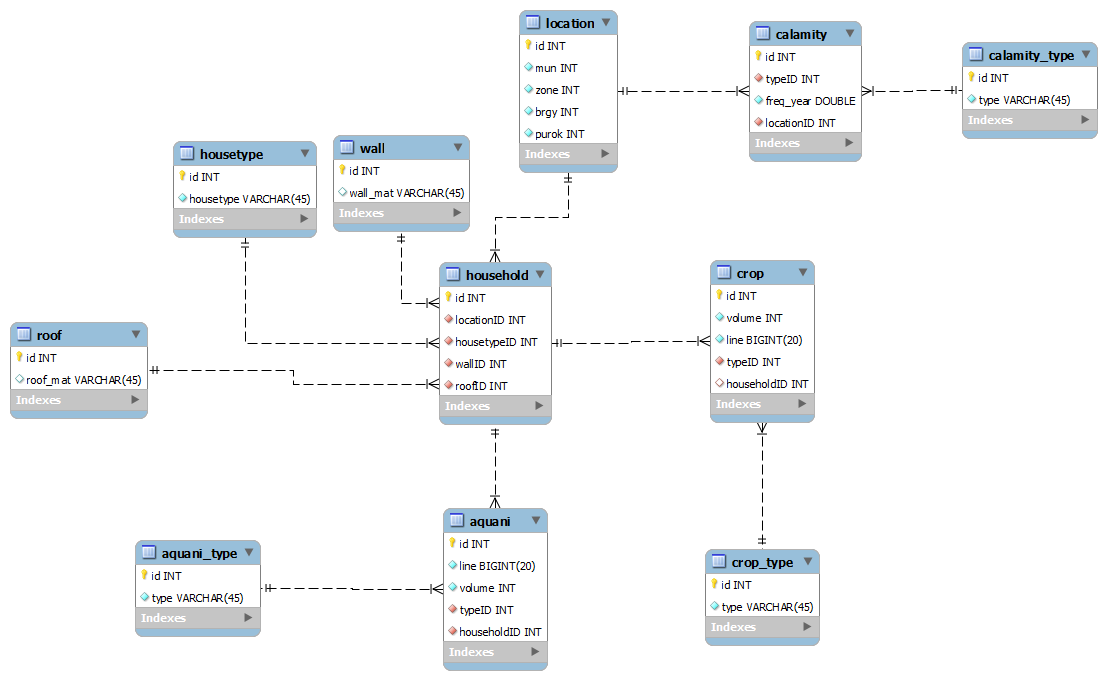 location
id INT
mun INT
zone INT
brgy INT
purok INT
Indexes
calamity
id INT
typeID INT
freq_year DOUBLE
locationID INT
Indexes
calamity_type
id INT
type VARCHAR(45)
Indexes
housetype
id INT
housetype VARCHAR(45)
Indexes
wall
id INT
wall_mat VARCHAR(45)
Indexes
household
id INT
locationID INT
housetypeID INT
wallID INT
roofID INT
Indexes
crop
id INT
volume INT
line BIGINT(20)
typeID INT
householdID INT
Indexes
roof
id INT
roof_mat VARCHAR(45)
Indexes
aquani_type
id INT
type VARCHAR(45)
Indexes
aquani
id INT
line BIGINT(20)
volume INT
typeID INT
householdID INT
Indexes
crop_type
id INT
type VARCHAR(45)
Indexes